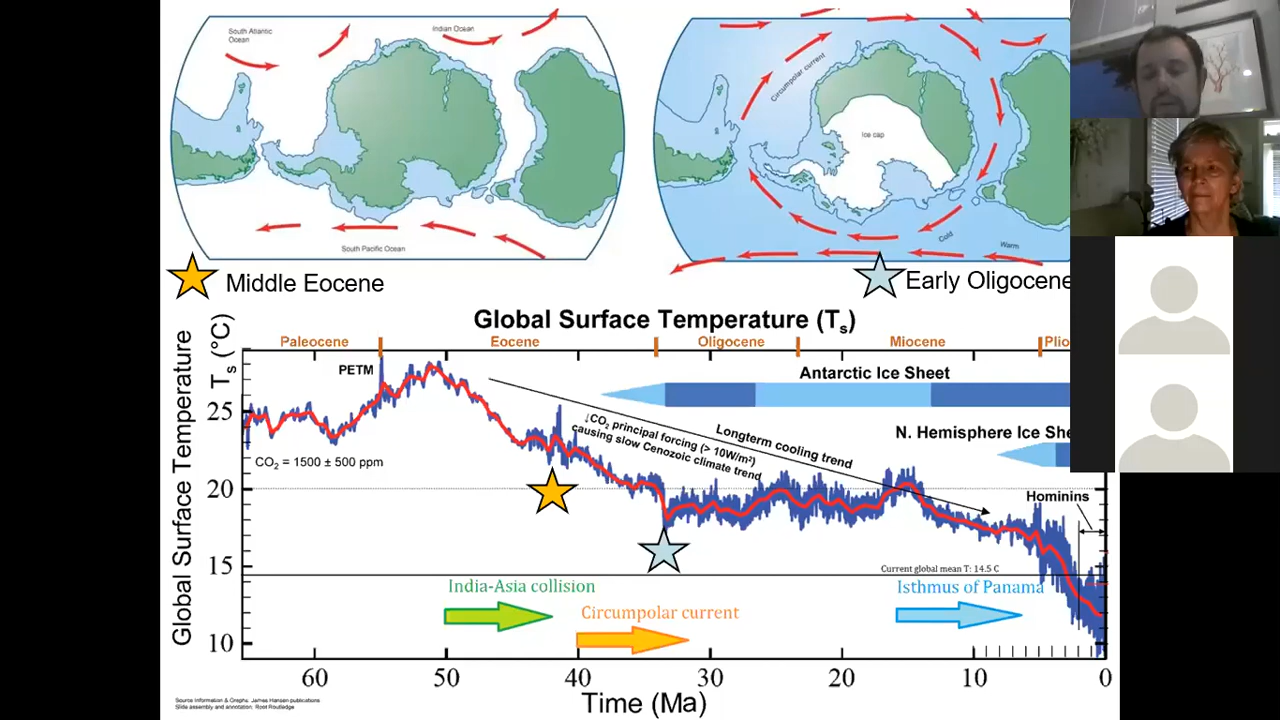 South Atlantic
Ocean
Indian Ocean
South Pacific Ocean
Circumpolar current
Ice cap
Cold
Warm
Middle Eocene
Early Oligocene
Global Surface Temperature (Ts)
Paleocene
Eocene
Oligocene
Miocene
Plio
Global Surface Temperature
Ts (°C)
25
20
15
10
PETM
Antarctic Ice Sheet
↓CO2 principal forcing (> 10W/m²)
causing slow Cenozoic climate trend
Longterm cooling trend
N. Hemisphere Ice She
CO2 = 1500 ± 500 ppm
Hominins
Current global mean T: 14.5 C
India-Asia collision
Circumpolar current
Isthmus of Panama
60
50
40
30
20
10
0
Time (Ma)
Source Information & Graphs: James Hansen publications
Slide assembly and annotation: Ross Routledge